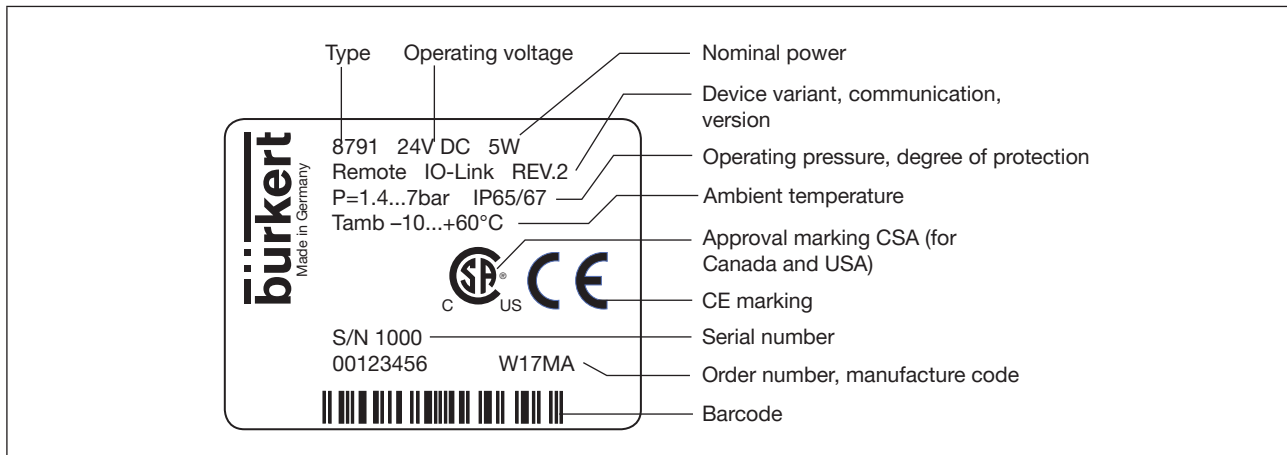 Type Operating voltage
Nominal power
Device variant, communication,
version
Operating pressure, degree of protection
Ambient temperature
Approval marking CSA (for
Canada and USA)
CE marking
Serial number
Order number, manufacture code
Barcode
bürkert
Made in Germany
8791 24V DC 5W
Remote IO-Link REV.2
P=1.4...7bar IP65/67
Tamb –10...+60°C
C SA ® US CE
S/N 1000
00123456 W17MA